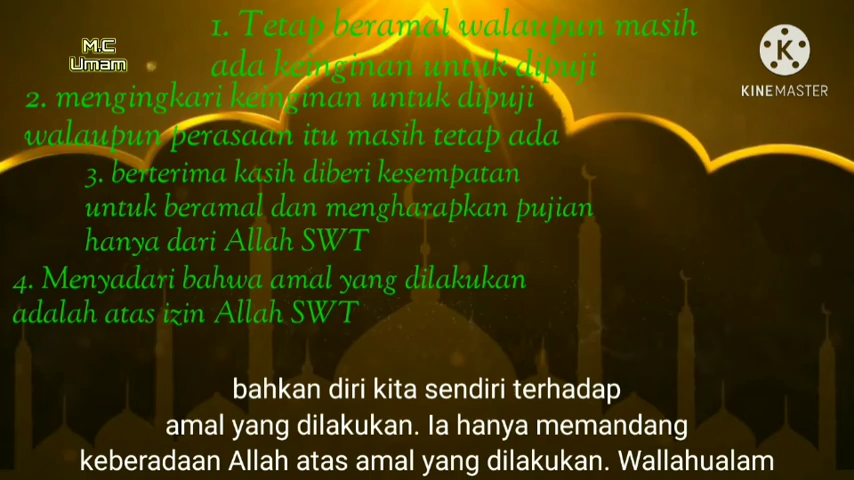 M.C
Umam
K
KINEMASTER
1. Tetap beramal walaupun masih
ada keinginan untuk dipuji
2. mengingkari keinginan untuk dipuji
walaupun perasaan itu masih tetap ada
3. berterima kasih diberi kesempatan
untuk beramal dan mengharapkan pujian
hanya dari Allah SWT
4. Menyadari bahwa amal yang dilakukan
adalah atas izin Allah SWT
bahkan diri kita sendiri terhadap
amal yang dilakukan. Ia hanya memandang
keberadaan Allah atas amal yang dilakukan. Wallahualam